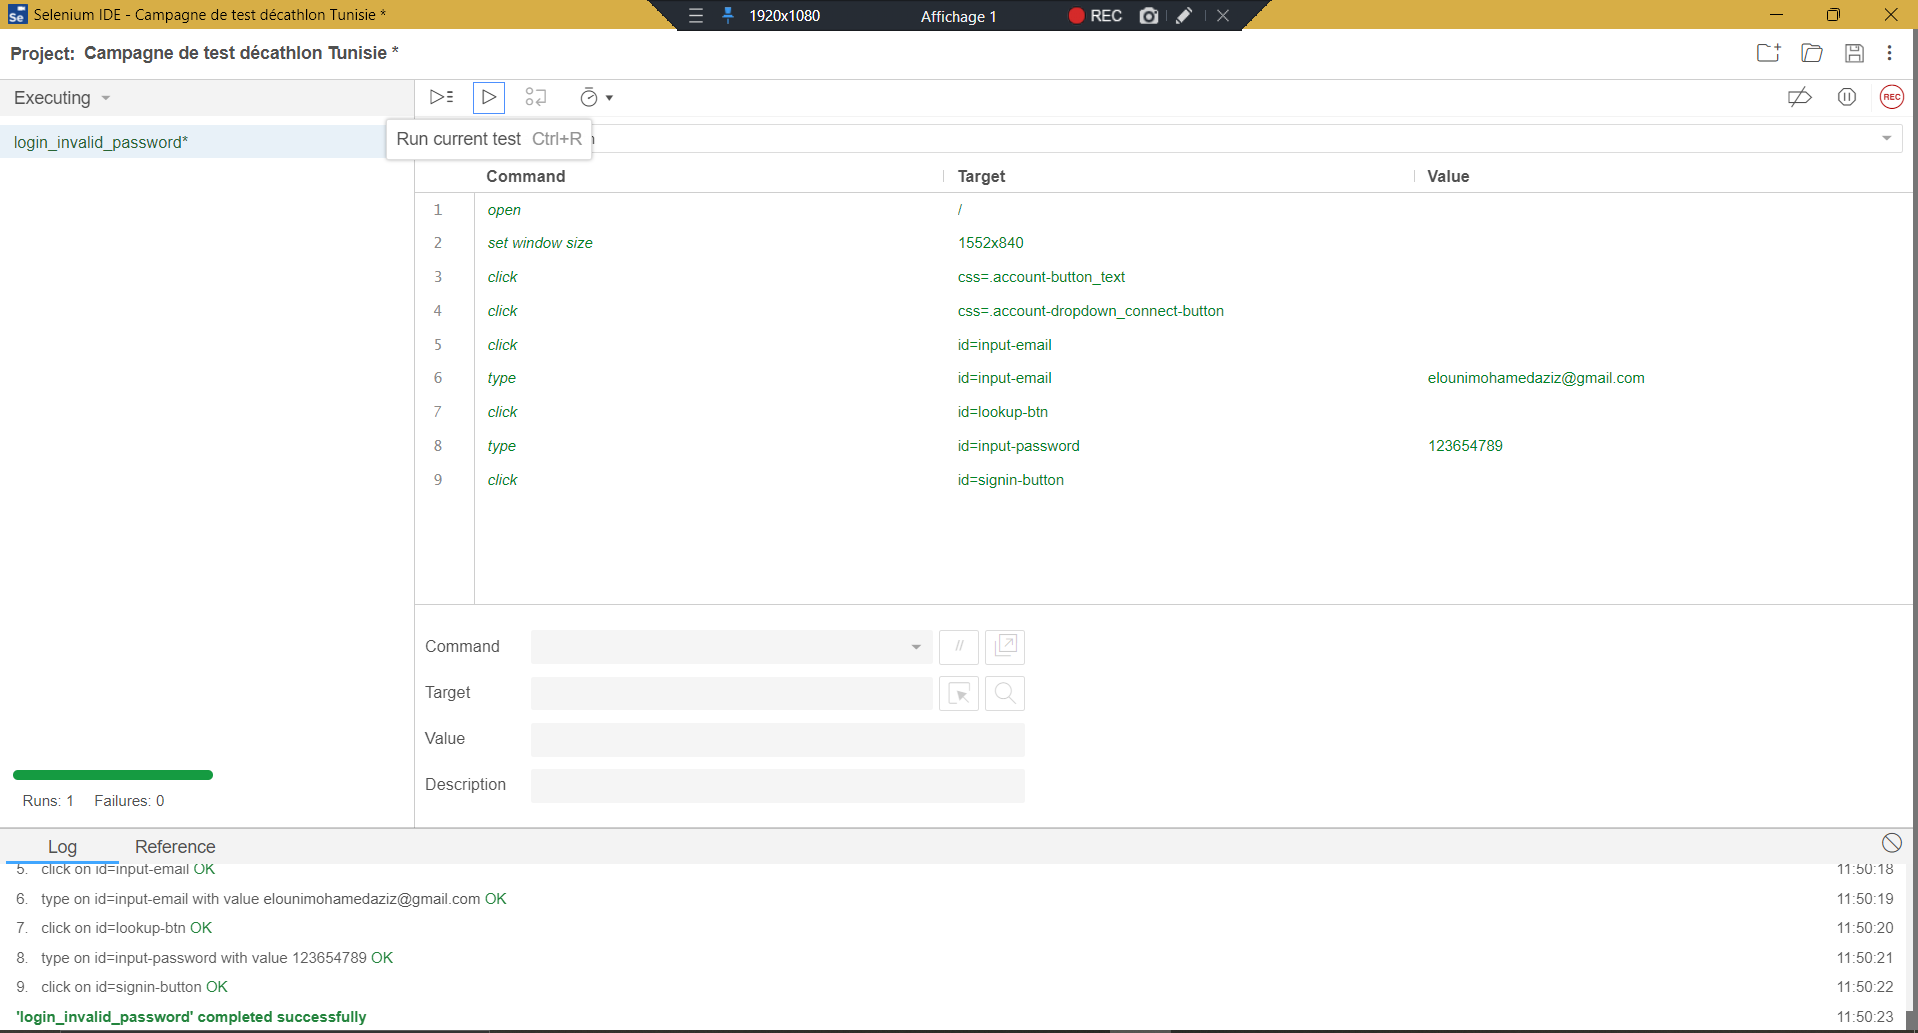 Selenium IDE - Campagne de test décathlon Tunisie *
1920x1080
Affichage 1
REC
Project: Campagne de test décathlon Tunisie *
Executing
REC
login_invalid_password*
Run current test Ctrl+R
Command Target Value
1 open /
2 set window size 1552x840
3 click css=.account-button_text
4 click css=.account-dropdown_connect-button
5 click id=input-email
6 type id=input-email elounimohamedaziz@gmail.com
7 click id=lookup-btn
8 type id=input-password 123654789
9 click id=signin-button
Command
//
Target
Value
Description
Runs: 1 Failures: 0
Log Reference
5. click on id=input-email OK 11:50:18
6. type on id=input-email with value elounimohamedaziz@gmail.com OK 11:50:19
7. click on id=lookup-btn OK 11:50:20
8. type on id=input-password with value 123654789 OK 11:50:21
9. click on id=signin-button OK 11:50:22
'login_invalid_password' completed successfully 11:50:23